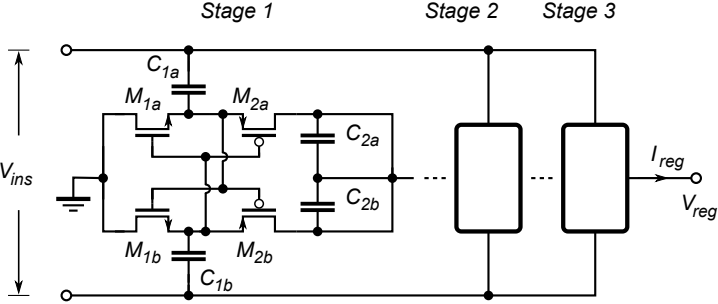 Stage 1 Stage 2 Stage 3
C1a
M1a M2a
C2a
Vins
Ireg
C2b
Vreg
M1b M2b
C1b